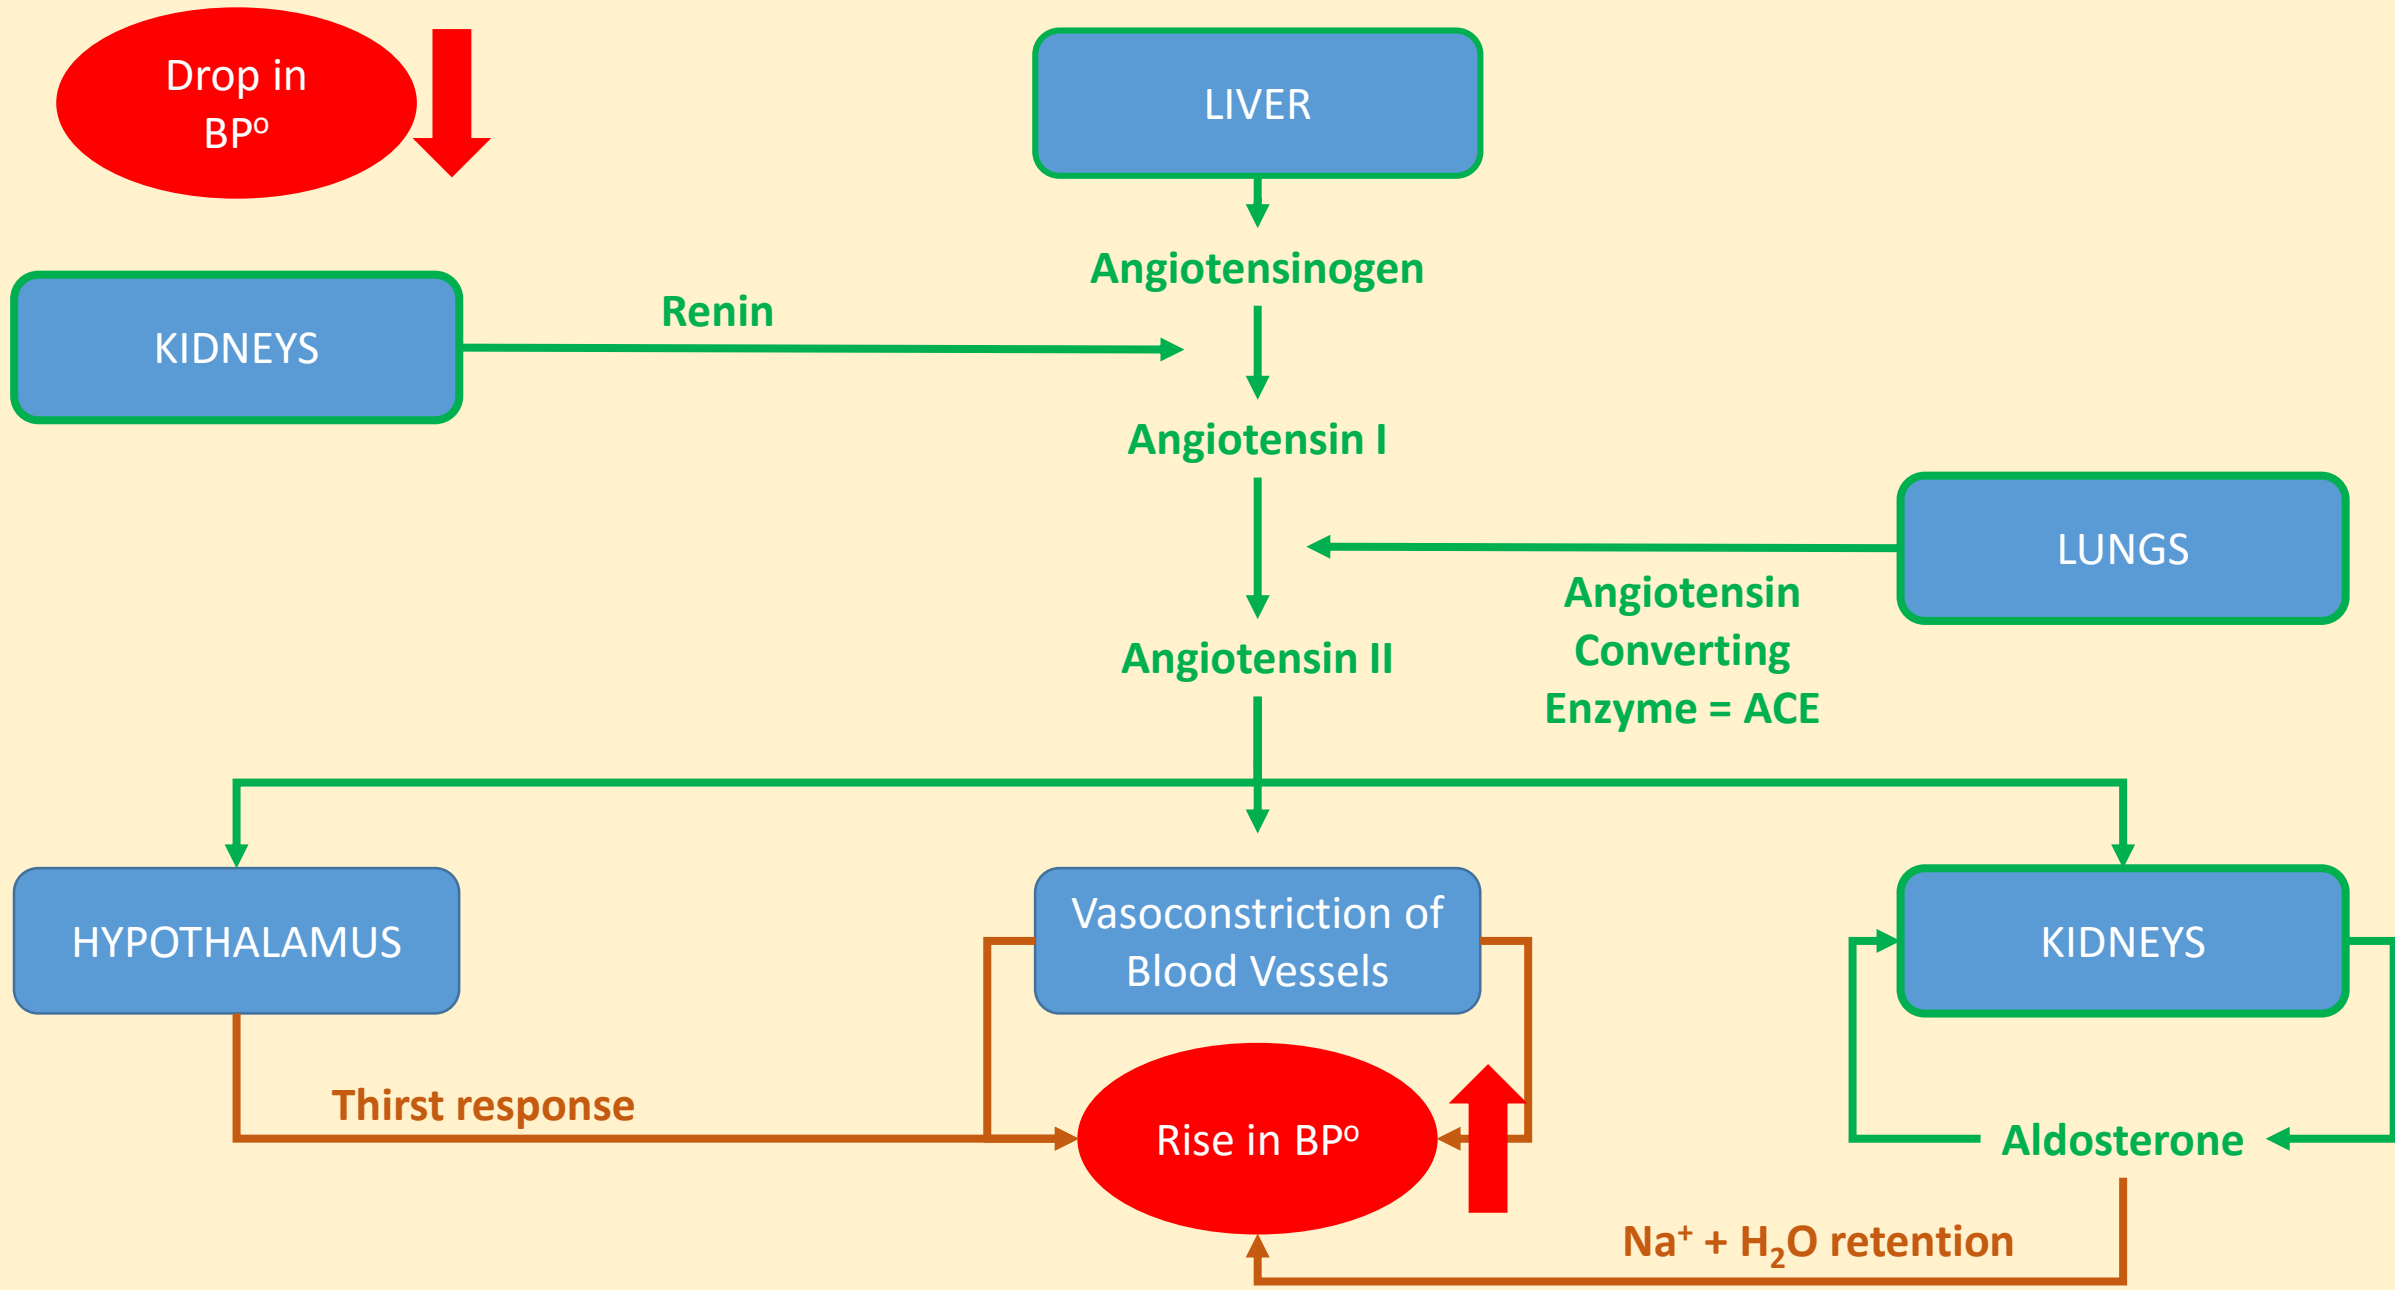 Drop in
BPº
LIVER
Angiotensinogen
Renin
KIDNEYS
Angiotensin I
LUNGS
Angiotensin
Converting
Enzyme = ACE
Angiotensin II
HYPOTHALAMUS
Vasoconstriction of
Blood Vessels
KIDNEYS
Thirst response
Rise in BPº
Aldosterone
Na⁺ + H₂O retention